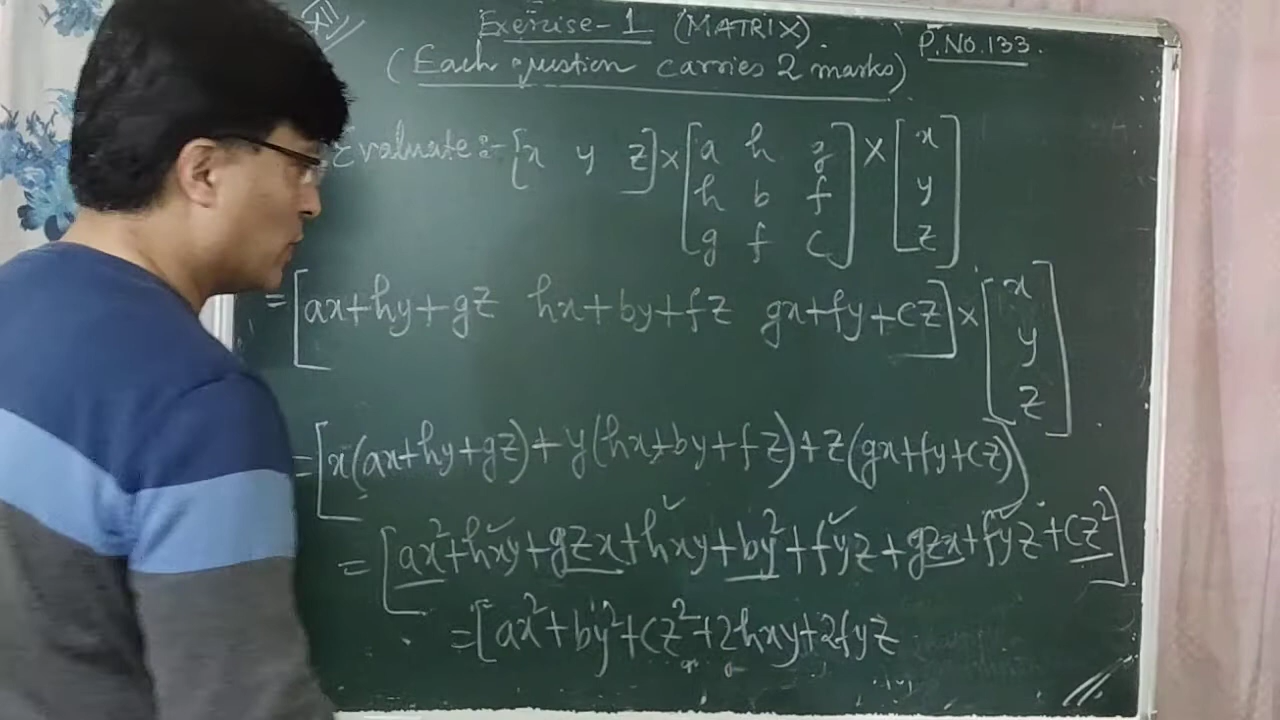 XII
Exercise-1 (MATRIX)
P.NO.133.
(Each question carries 2 marks)
Evaluate:- [x y z] × [a h g
h b f
g f c] × [x
y
z]
= [ax+hy+gz hx+by+fz gx+fy+cz] × [x
y
z]
= [x(ax+hy+gz)+y(hx+by+fz)+z(gx+fy+cz)]
= [ax²+hxy+gzx+hxy+by²+fyz+gzx+fyz+cz²]
= [ax²+by²+cz²+2hxy+2fyz